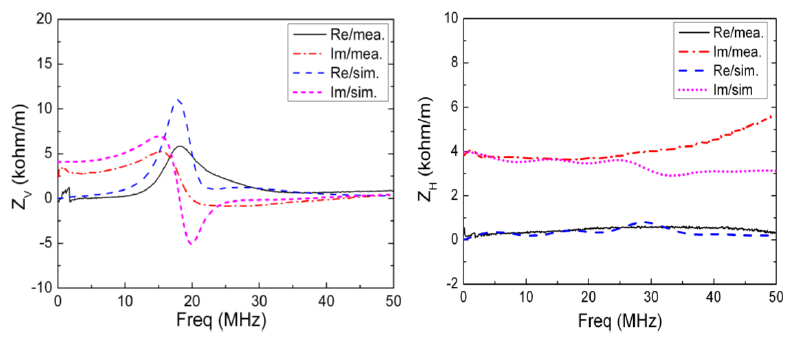 20
15
10
5
0
-5
-10
0
10
20
30
40
50
Z_V (kohm/m)
Freq (MHz)
Re/mea.
Im/mea.
Re/sim.
Im/sim.
10
8
6
4
2
0
-2
0
10
20
30
40
50
Z_H (kohm/m)
Freq (MHz)
Re/mea.
Im/mea.
Re/sim.
Im/sim